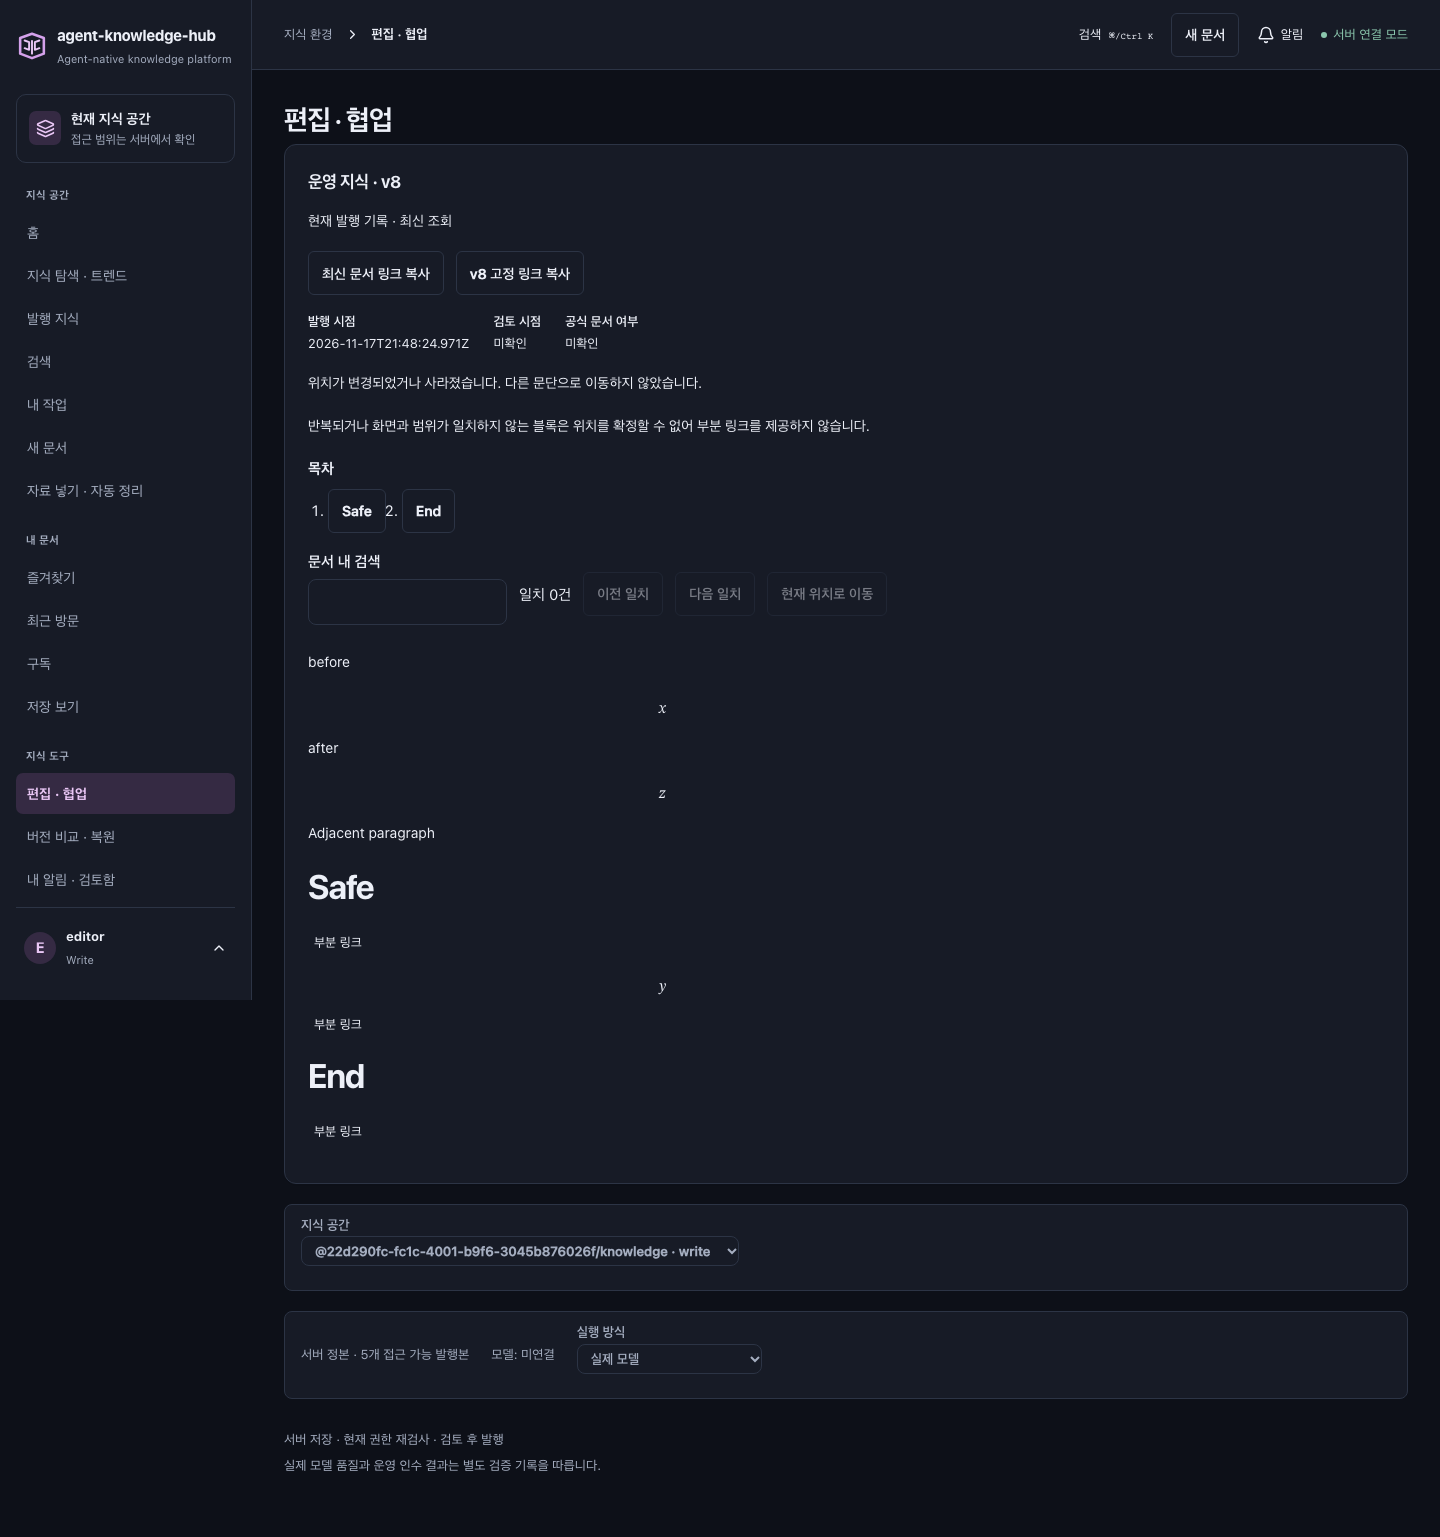 agent-knowledge-hub
Agent-native knowledge platform
현재 지식 공간
접근 범위는 서버에서 확인
지식 공간
홈
지식 탐색 · 트렌드
발행 지식
검색
내 작업
새 문서
자료 넣기 · 자동 정리
내 문서
즐겨찾기
최근 방문
구독
저장 보기
지식 도구
편집 · 협업
버전 비교 · 복원
내 알림 · 검토함
E
editor
Write
지식 환경 편집 · 협업
검색 ⌘/Ctrl K
새 문서
알림
서버 연결 모드
편집 · 협업
운영 지식 · v8
현재 발행 기록 · 최신 조회
최신 문서 링크 복사 v8 고정 링크 복사
발행 시점 검토 시점 공식 문서 여부
2026-11-17T21:48:24.971Z 미확인 미확인
위치가 변경되었거나 사라졌습니다. 다른 문단으로 이동하지 않았습니다.
반복되거나 화면과 범위가 일치하지 않는 블록은 위치를 확정할 수 없어 부분 링크를 제공하지 않습니다.
목차
1. Safe 2. End
문서 내 검색
일치 0건 이전 일치 다음 일치 현재 위치로 이동
before
x
after
z
Adjacent paragraph
Safe
부분 링크
y
부분 링크
End
부분 링크
지식 공간
@22d290fc-fc1c-4001-b9f6-3045b876026f/knowledge · write
실행 방식
서버 정본 · 5개 접근 가능 발행본 모델: 미연결 실제 모델
서버 저장 · 현재 권한 재검사 · 검토 후 발행
실제 모델 품질과 운영 인수 결과는 별도 검증 기록을 따릅니다.